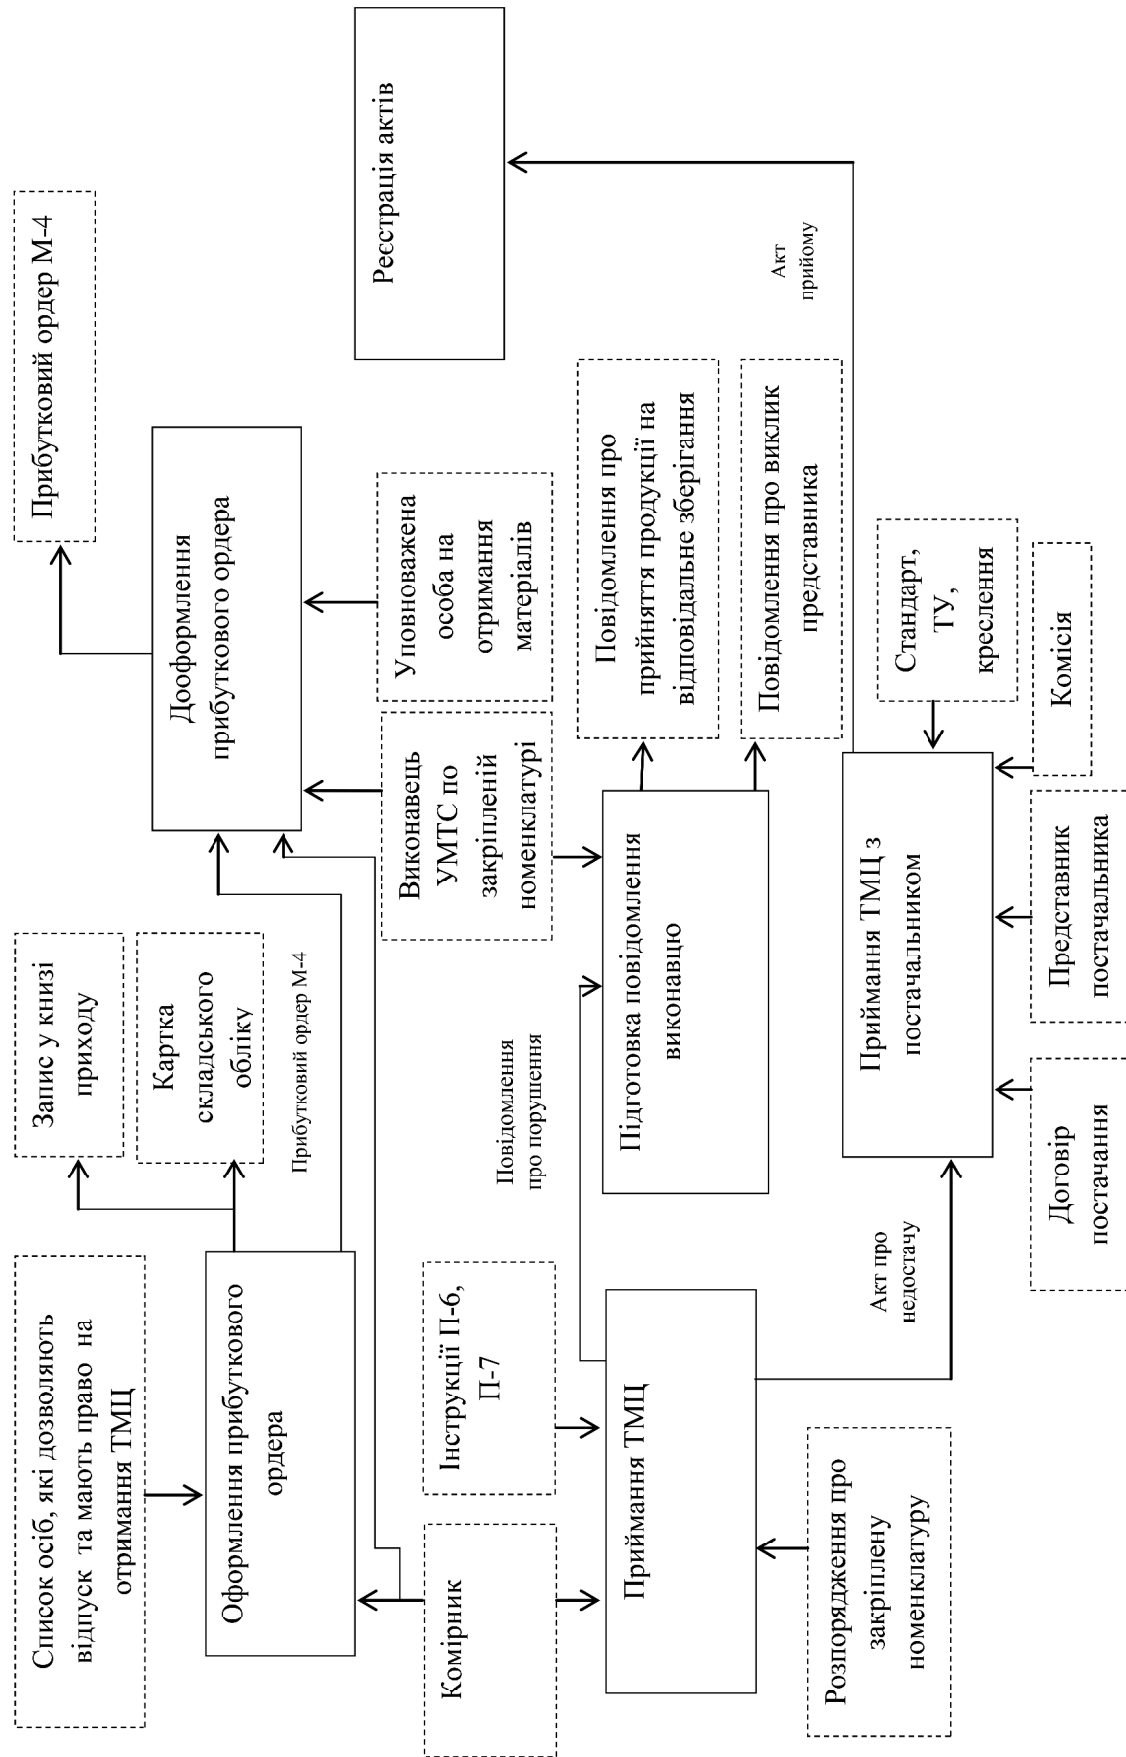 Список осіб, які дозволяють
відпуск та мають право на
отримання ТМЦ
Запис у книзі
приходу
Прибутковий ордер М-4
Картка
складського
обліку
Оформлення прибуткового
ордера
Дооформлення
прибуткового ордера
Прибутковий ордер М-4
Реєстрація актів
Комірник
Інструкції П-6,
П-7
Виконавець
УМТС по
закріпленій
номенклатурі
Уповноважена
особа на
отримання
матеріалів
Повідомлення
про порушення
Приймання ТМЦ
Підготовка повідомлення
виконавцю
Повідомлення про
прийняття продукції на
відповідальне зберігання
Повідомлення про виклик
представника
Акт
прийому
Розпорядження про
закріплену
номенклатуру
Акт про
недостачу
Приймання ТМЦ з
постачальником
Стандарт,
ТУ,
креслення
Договір
постачання
Представник
постачальника
Комісія